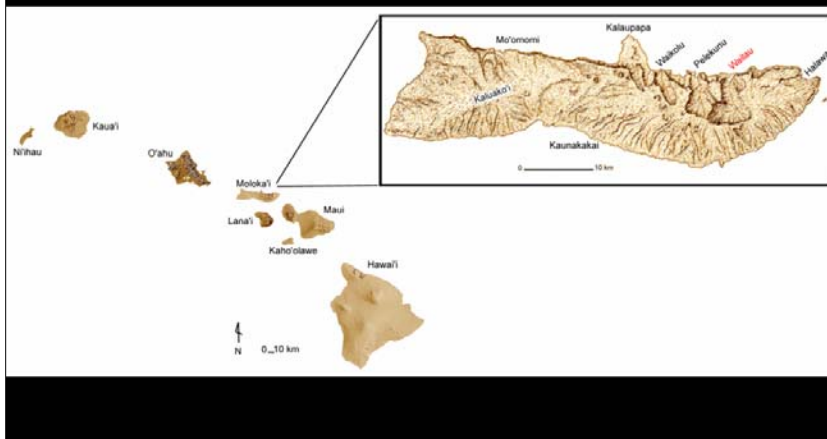 Kalaupapa
Mo'omomi
Waikolu
Pelekunu
Wailau
Halawa
Kaluako'i
Kaunakakai
0 10 km
Kaua'i
Ni'ihau
O'ahu
Moloka'i
Lana'i
Maui
Kaho'olawe
Hawai'i
N
0 10 km